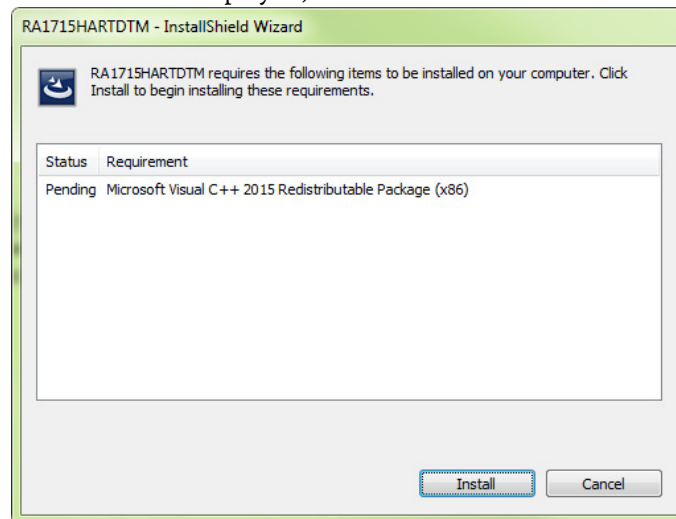 RA1715HARTDTM - InstallShield Wizard
RA1715HARTDTM requires the following items to be installed on your computer. Click
Install to begin installing these requirements.
Status Requirement
Pending Microsoft Visual C++ 2015 Redistributable Package (x86)
Install Cancel